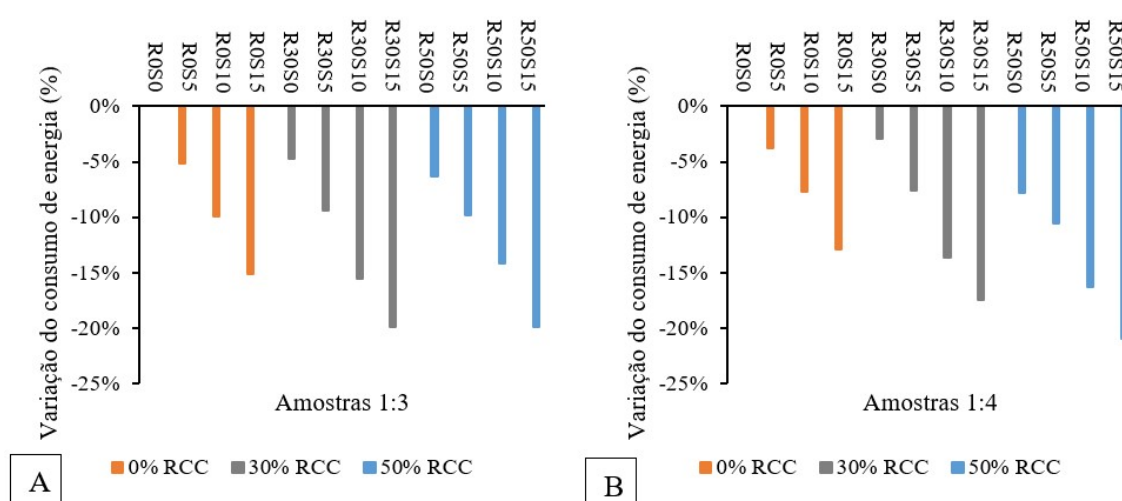 R0S0
R0S5
R0S10
R0S15
R30S0
R30S5
R30S10
R30S15
R50S0
R50S5
R50S10
R50S15
Variação do consumo de energia (%)
0%
-5%
-10%
-15%
-20%
-25%
Amostras 1:3
0% RCC 30% RCC 50% RCC
A
R0S0
R0S5
R0S10
R0S15
R30S0
R30S5
R30S10
R30S15
R50S0
R50S5
R50S10
R50S15
Variação do consumo de energia (%)
0%
-5%
-10%
-15%
-20%
-25%
Amostras 1:4
0% RCC 30% RCC 50% RCC
B